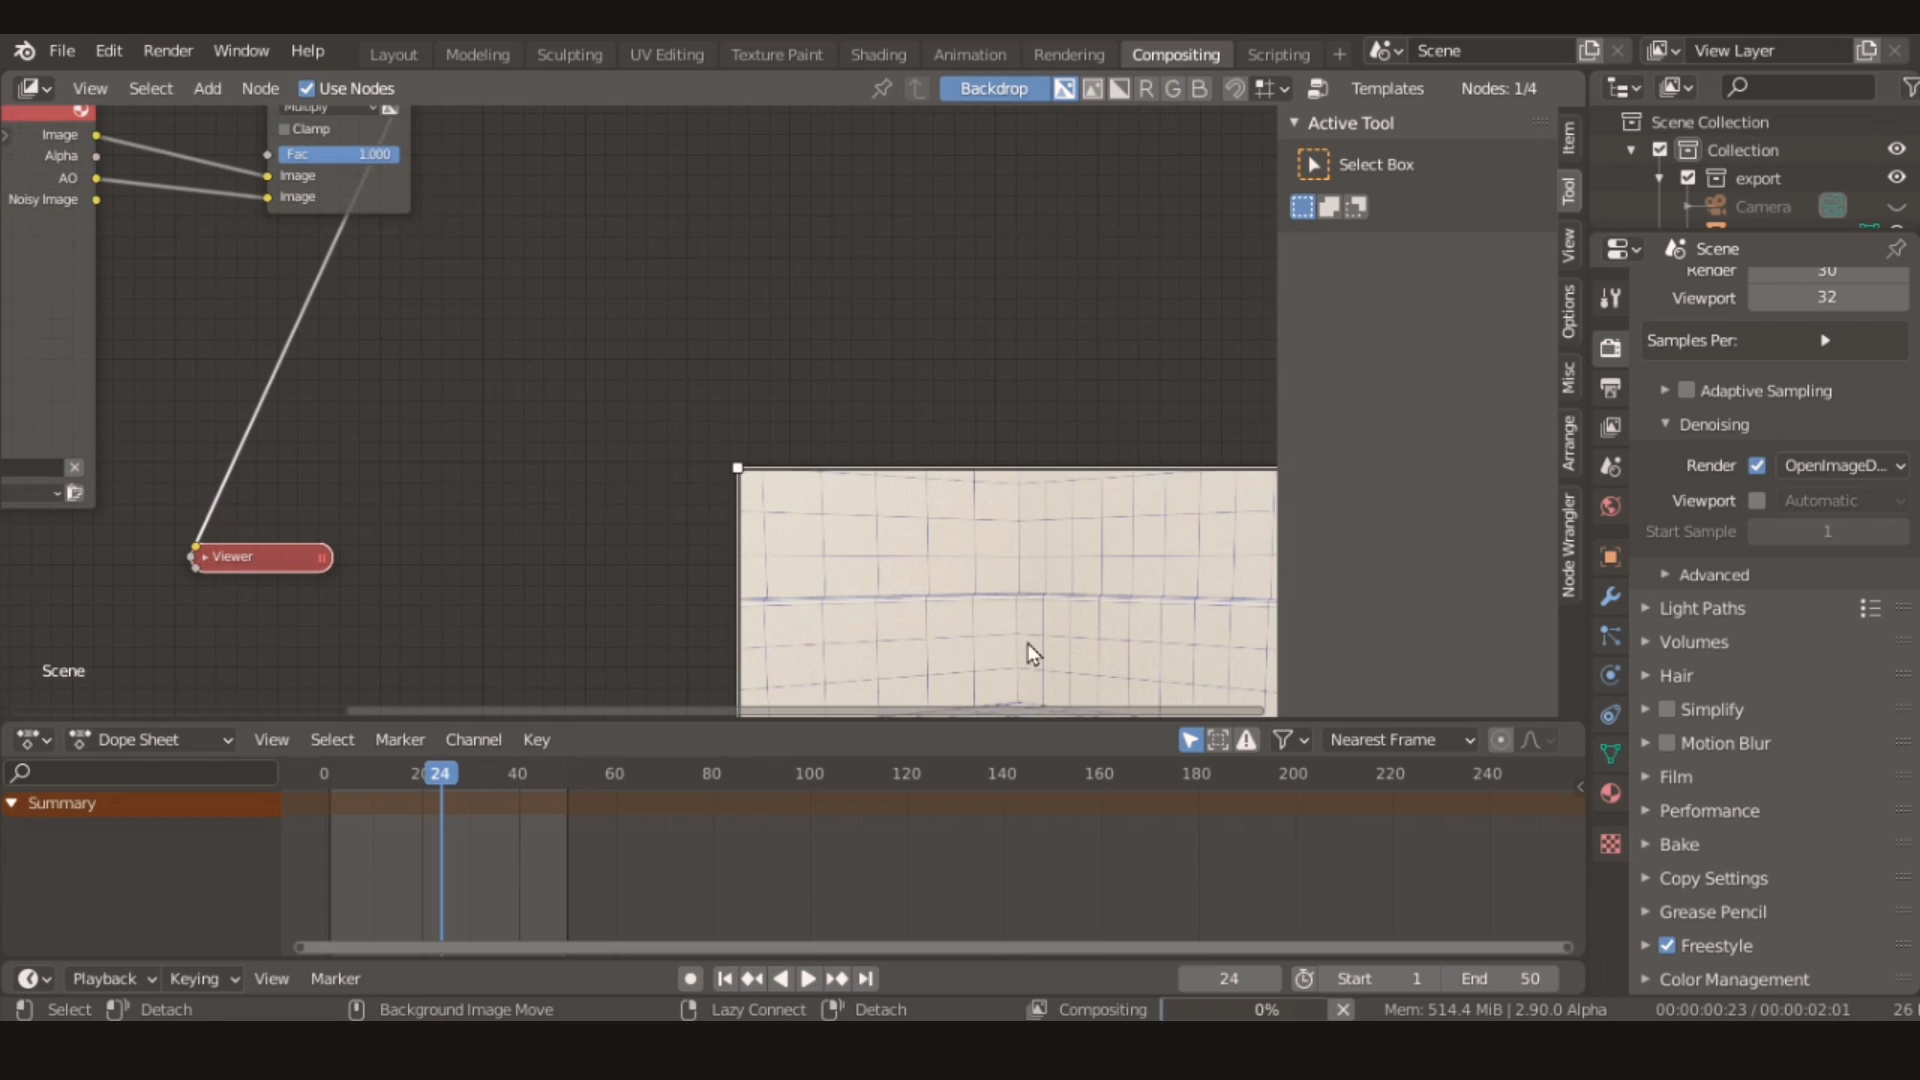 File Edit Render Window Help Layout Modeling Sculpting UV Editing Texture Paint Shading Animation Rendering Compositing Scripting + Scene View Layer
View Select Add Node Use Nodes Backdrop R G B Templates Nodes: 1/4
Multiply
Clamp
Fac 1.000
Image
Image
Image
Alpha
AO
Noisy Image
Viewer
Scene
Active Tool
Select Box
Item
Tool
View
Options
Misc
Arrange
Node Wrangler
Scene Collection
Collection
export
Camera
Scene
Render 30
Viewport 32
Samples Per:
Adaptive Sampling
Denoising
Render OpenImageD...
Viewport Automatic
Start Sample 1
Advanced
Light Paths
Volumes
Hair
Simplify
Motion Blur
Film
Performance
Bake
Copy Settings
Grease Pencil
Freestyle
Color Management
Dope Sheet View Select Marker Channel Key Nearest Frame
0 20 24 40 60 80 100 120 140 160 180 200 220 240
Summary
Playback Keying View Marker 24 Start 1 End 50
Select Detach Background Image Move Lazy Connect Detach Compositing 0% Mem: 514.4 MiB | 2.90.0 Alpha 00:00:00:23 / 00:00:02:01 26